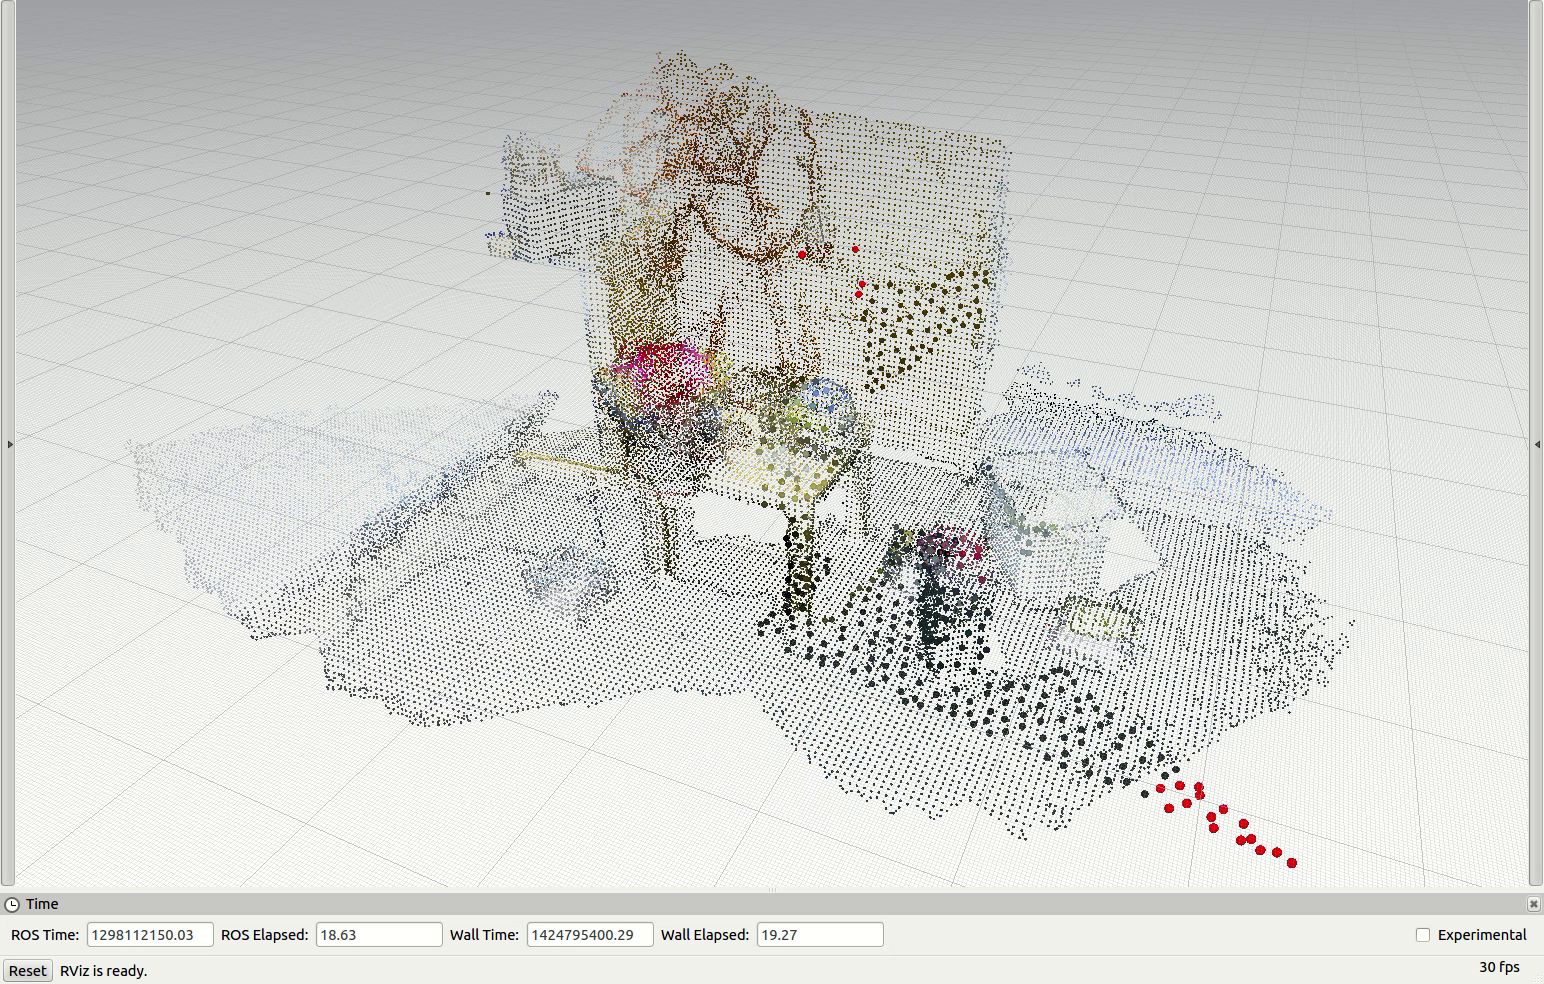 Time
ROS Time: 1298112150.03 ROS Elapsed: 18.63 Wall Time: 1424795400.29 Wall Elapsed: 19.27 Experimental
Reset RViz is ready. 30 fps